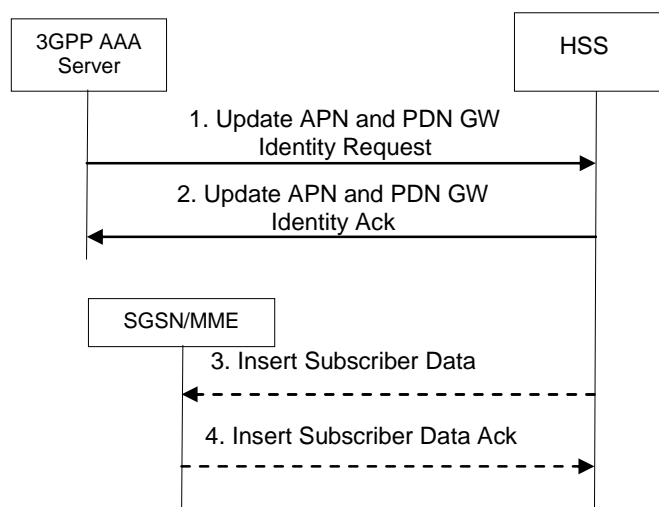 3GPP AAA
Server
HSS
1. Update APN and PDN GW
Identity Request
2. Update APN and PDN GW
Identity Ack
SGSN/MME
3. Insert Subscriber Data
4. Insert Subscriber Data Ack